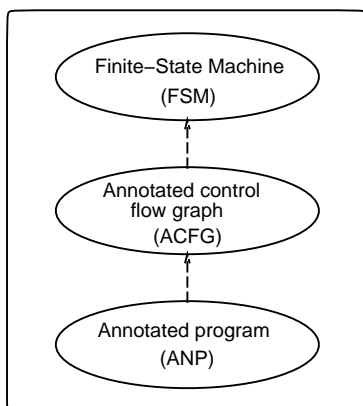 Finite–State Machine
(FSM)
Annotated control
flow graph
(ACFG)
Annotated program
(ANP)